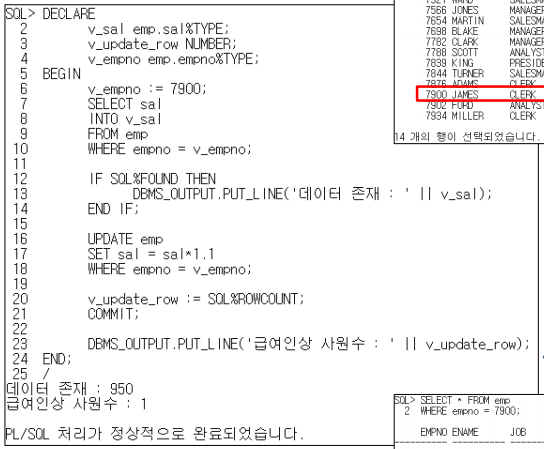 SQL> DECLARE
2 v_sal emp.sal%TYPE;
3 v_update_row NUMBER;
4 v_empno emp.empno%TYPE;
5 BEGIN
6 v_empno := 7900;
7 SELECT sal
8 INTO v_sal
9 FROM emp
10 WHERE empno = v_empno;
11
12 IF SQL%FOUND THEN
13 DBMS_OUTPUT.PUT_LINE('데이터 존재 : ' || v_sal);
14 END IF;
15
16 UPDATE emp
17 SET sal = sal*1.1
18 WHERE empno = v_empno;
19
20 v_update_row := SQL%ROWCOUNT;
21 COMMIT;
22
23 DBMS_OUTPUT.PUT_LINE('급여인상 사원수 : ' || v_update_row);
24 END;
25 /
데이터 존재 : 950
급여인상 사원수 : 1
PL/SQL 처리가 정상적으로 완료되었습니다.
7566 JONES MANAGER
7654 MARTIN SALESMA
7698 BLAKE MANAGER
7782 CLARK MANAGER
7788 SCOTT ANALYST
7839 KING PRESIDE
7844 TURNER SALESMA
7876 ADAMS CLERK
7900 JAMES CLERK
7902 FORD ANALYST
7934 MILLER CLERK
14 개의 행이 선택되었습니다.
SQL> SELECT * FROM emp
2 WHERE empno = 7900;
EMPNO ENAME JOB